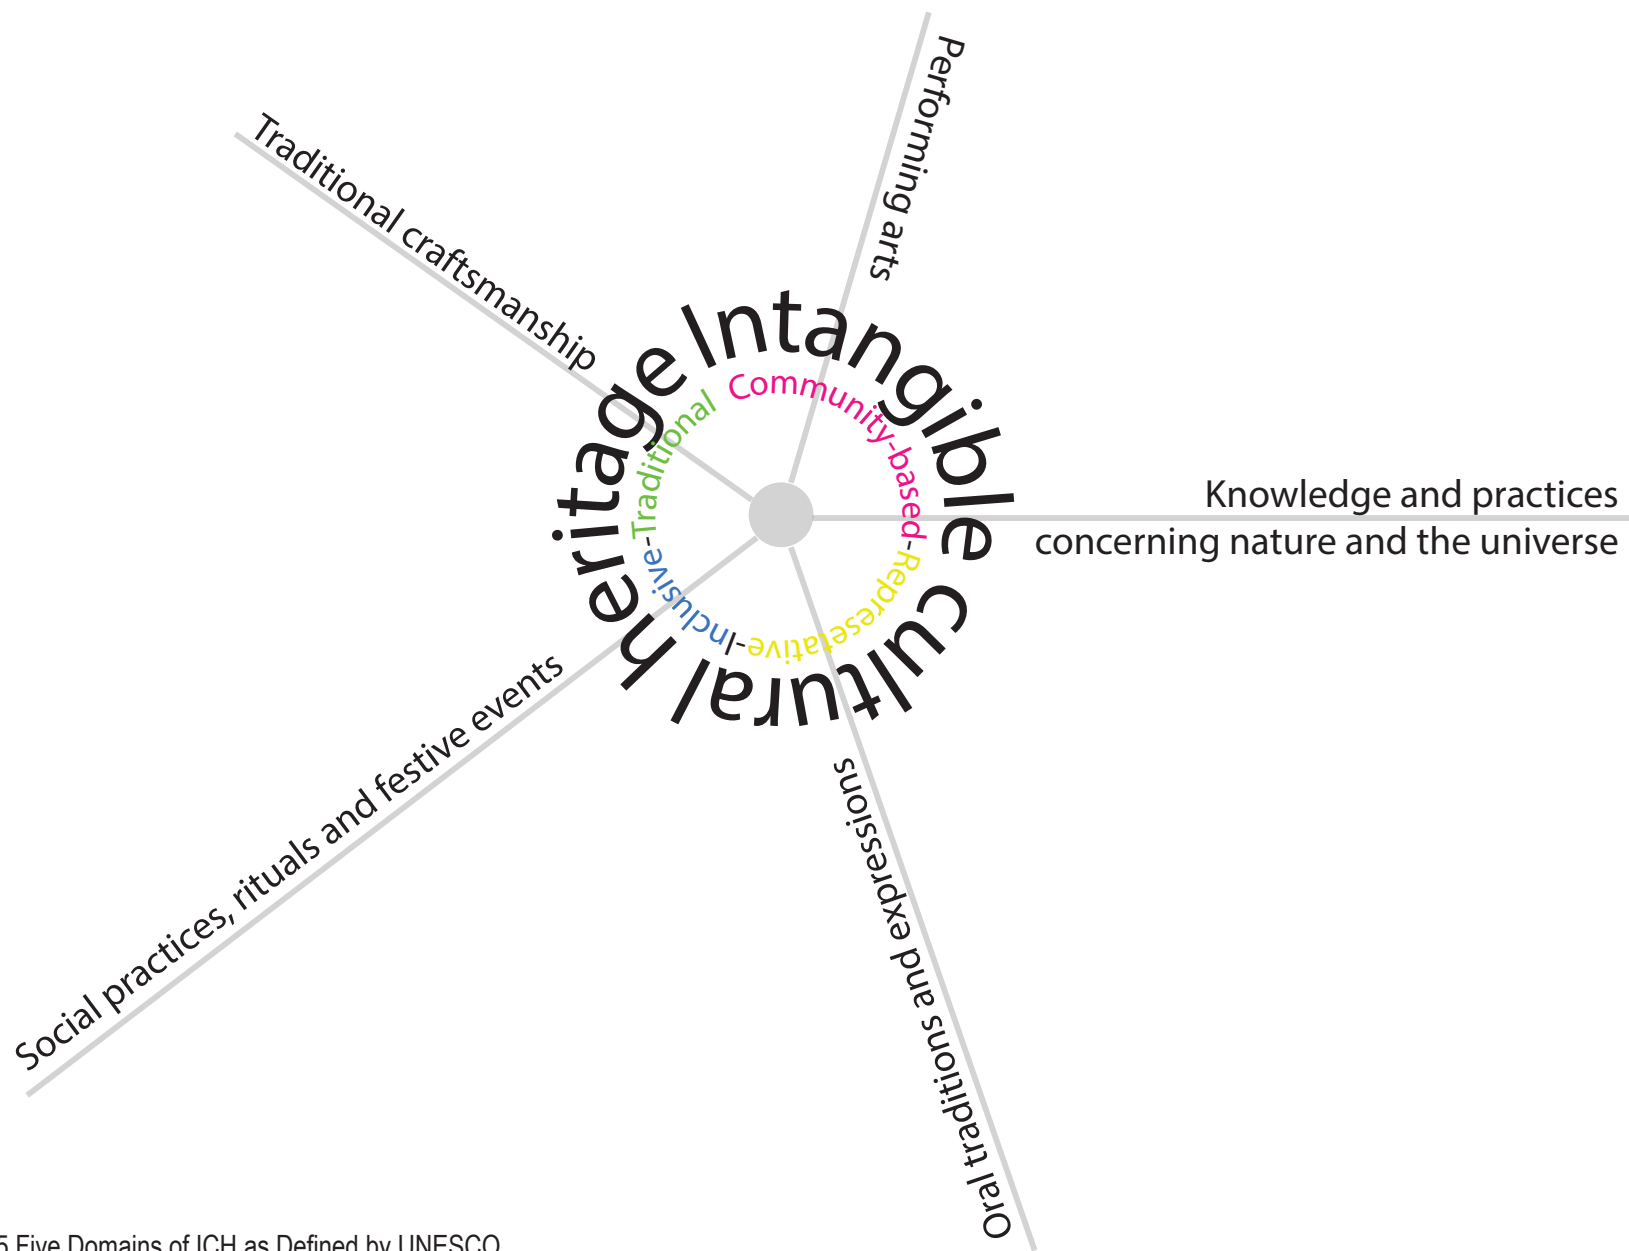 Performing arts
Traditional craftsmanship
Intangible cultural heritage
Community-based-Represetative-Inclusive-Traditional
Knowledge and practices
concerning nature and the universe
Social practices, rituals and festive events
Oral traditions and expressions
5 Five Domains of ICH as Defined by UNESCO